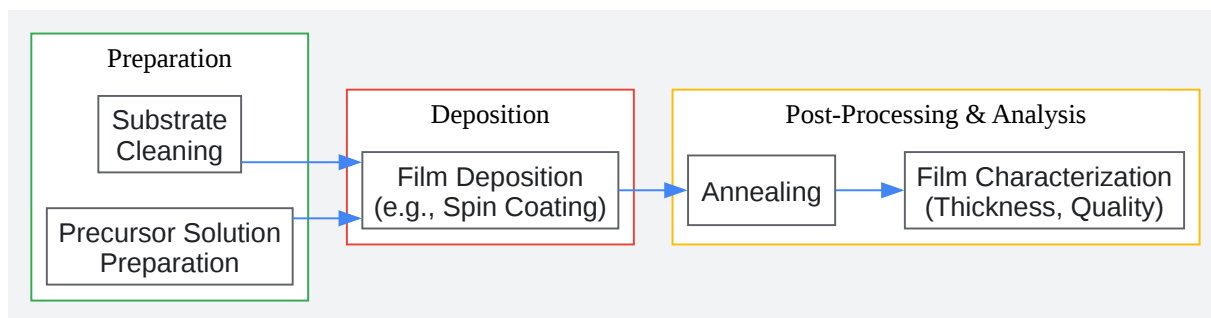 Preparation
Substrate
Cleaning
Precursor Solution
Preparation
Deposition
Film Deposition
(e.g., Spin Coating)
Post-Processing & Analysis
Annealing
Film Characterization
(Thickness, Quality)